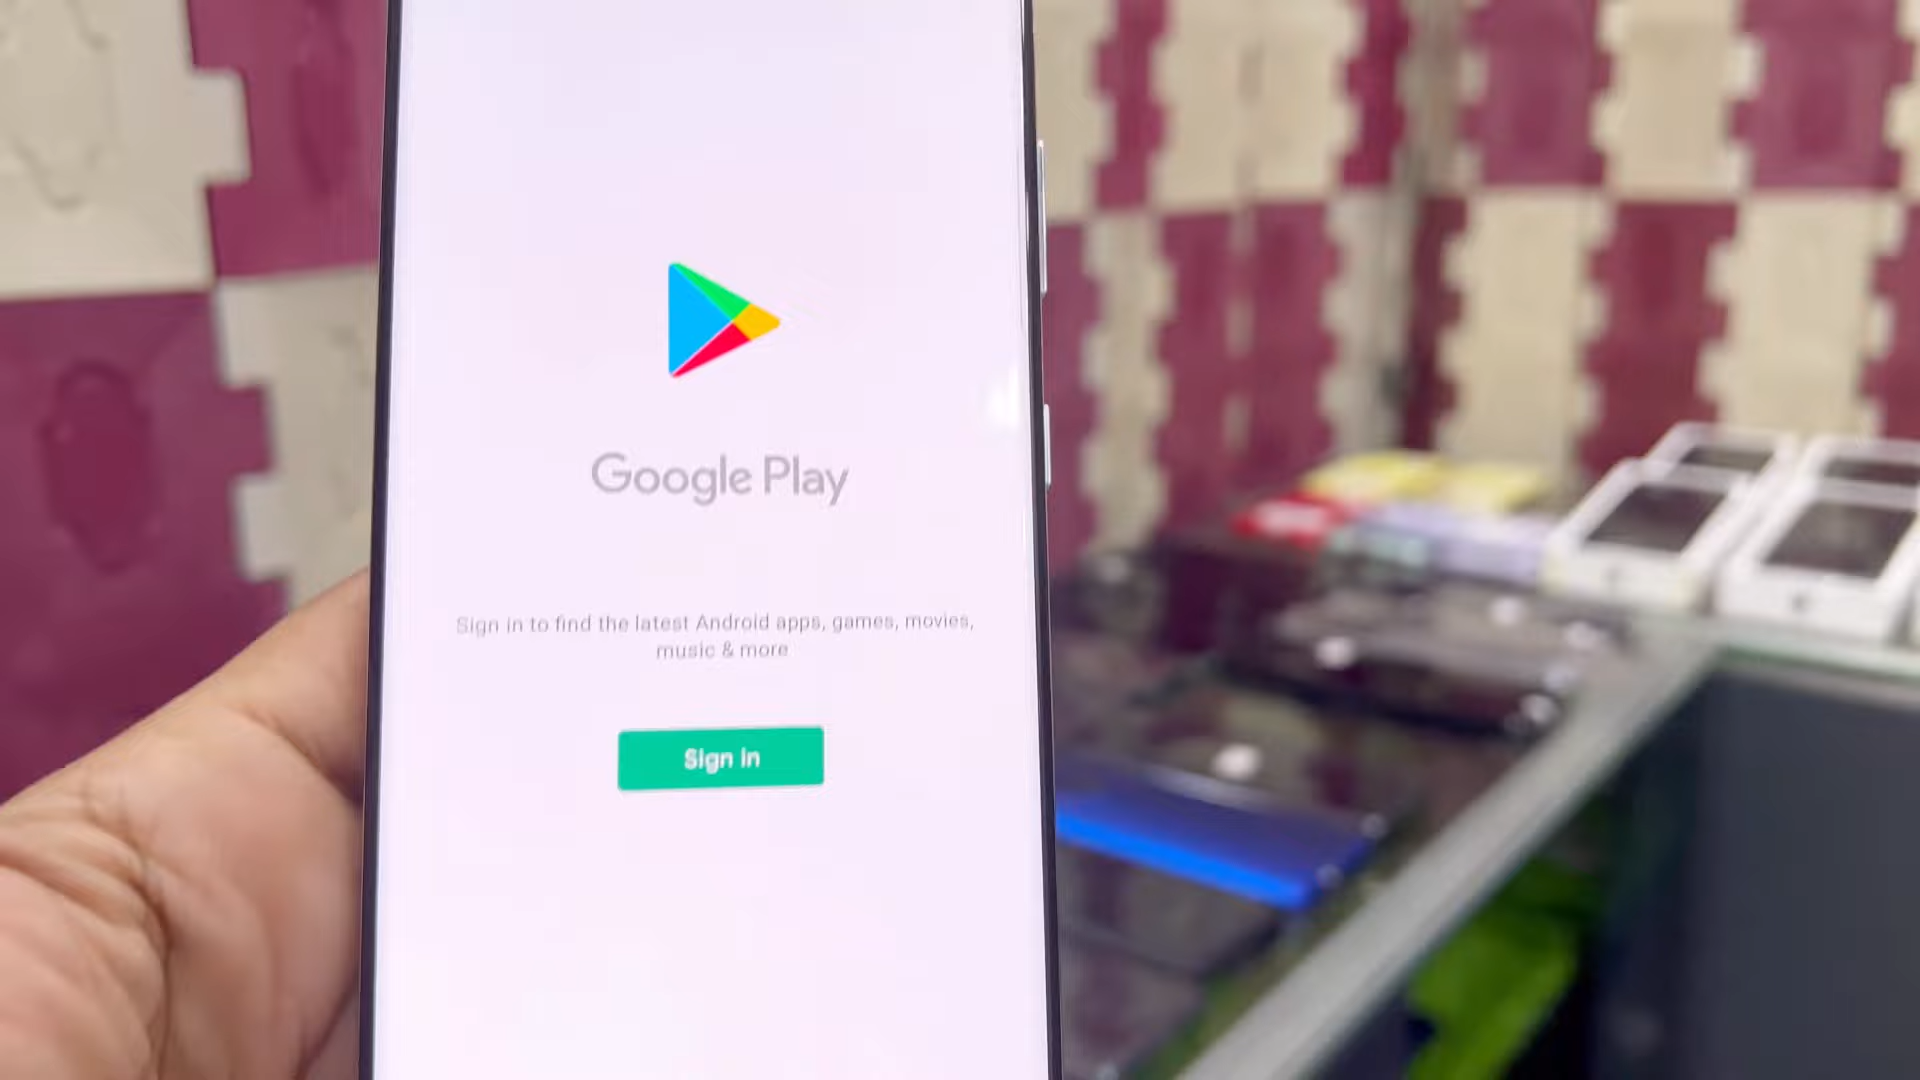 Google Play
Sign in to find the latest Android apps, games, movies,
music & more
Sign in